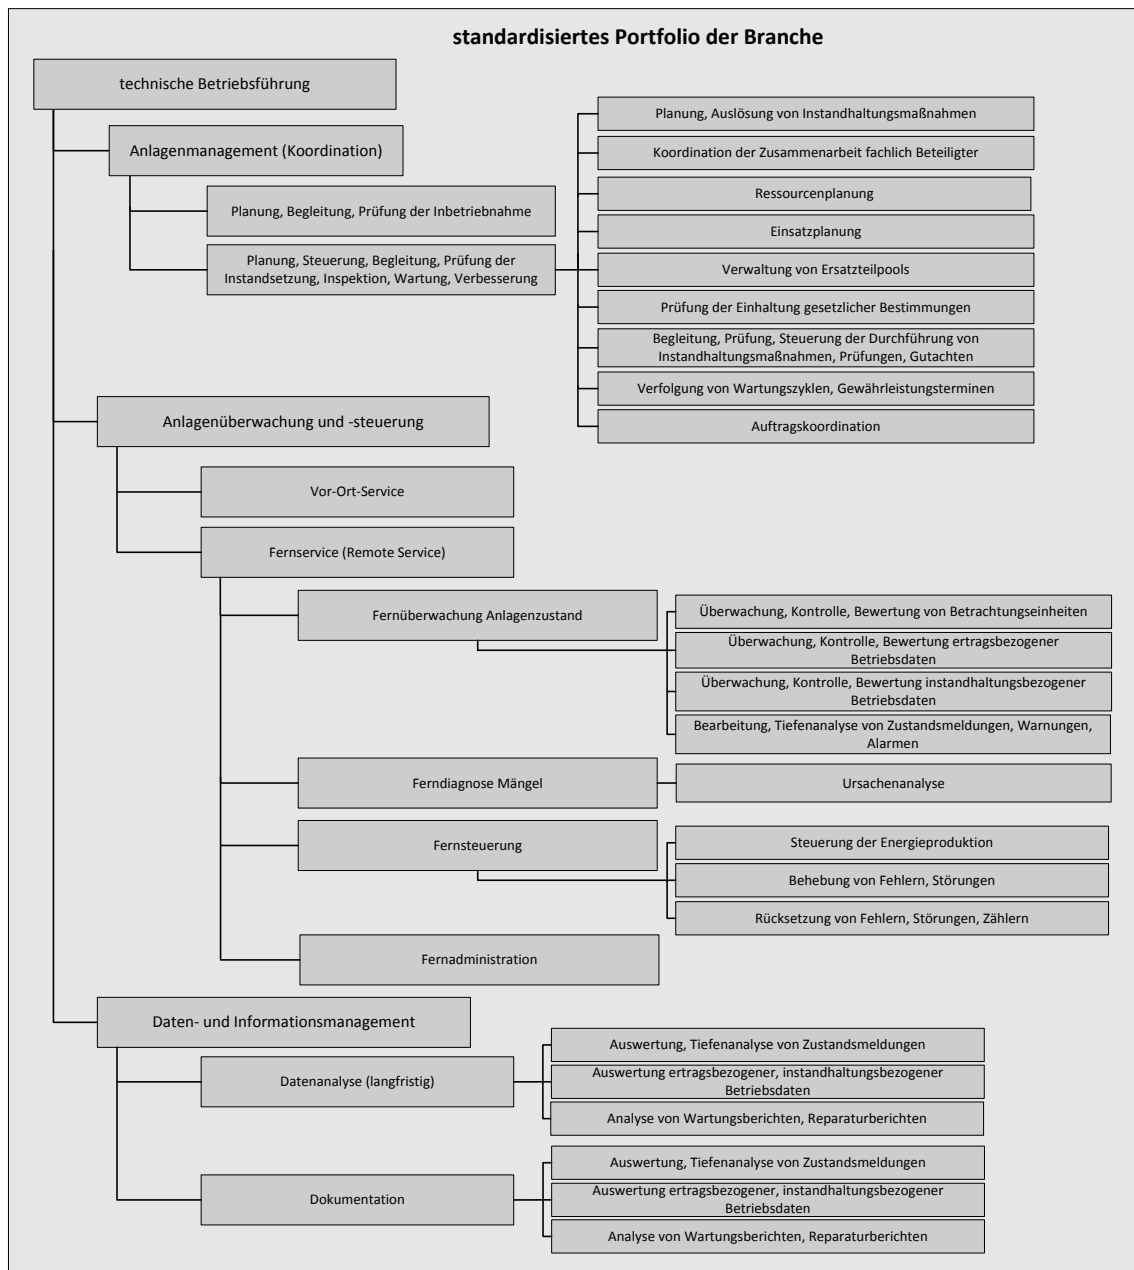 standardisiertes Portfolio der Branche
technische Betriebsführung
Anlagenmanagement (Koordination)
Planung, Begleitung, Prüfung der Inbetriebnahme
Planung, Steuerung, Begleitung, Prüfung der
Instandsetzung, Inspektion, Wartung, Verbesserung
Planung, Auslösung von Instandhaltungsmaßnahmen
Koordination der Zusammenarbeit fachlich Beteiligter
Ressourcenplanung
Einsatzplanung
Verwaltung von Ersatzteilpools
Prüfung der Einhaltung gesetzlicher Bestimmungen
Begleitung, Prüfung, Steuerung der Durchführung von
Instandhaltungsmaßnahmen, Prüfungen, Gutachten
Verfolgung von Wartungszyklen, Gewährleistungsterminen
Auftragskoordination
Anlagenüberwachung und -steuerung
Vor-Ort-Service
Fernservice (Remote Service)
Fernüberwachung Anlagenzustand
Überwachung, Kontrolle, Bewertung von Betrachtungseinheiten
Überwachung, Kontrolle, Bewertung ertragsbezogener
Betriebsdaten
Überwachung, Kontrolle, Bewertung instandhaltungsbezogener
Betriebsdaten
Bearbeitung, Tiefenanalyse von Zustandsmeldungen, Warnungen,
Alarmen
Ferndiagnose Mängel
Ursachenanalyse
Fernsteuerung
Steuerung der Energieproduktion
Behebung von Fehlern, Störungen
Rücksetzung von Fehlern, Störungen, Zählern
Fernadministration
Daten- und Informationsmanagement
Datenanalyse (langfristig)
Auswertung, Tiefenanalyse von Zustandsmeldungen
Auswertung ertragsbezogener, instandhaltungsbezogener
Betriebsdaten
Analyse von Wartungsberichten, Reparaturberichten
Dokumentation
Auswertung, Tiefenanalyse von Zustandsmeldungen
Auswertung ertragsbezogener, instandhaltungsbezogener
Betriebsdaten
Analyse von Wartungsberichten, Reparaturberichten